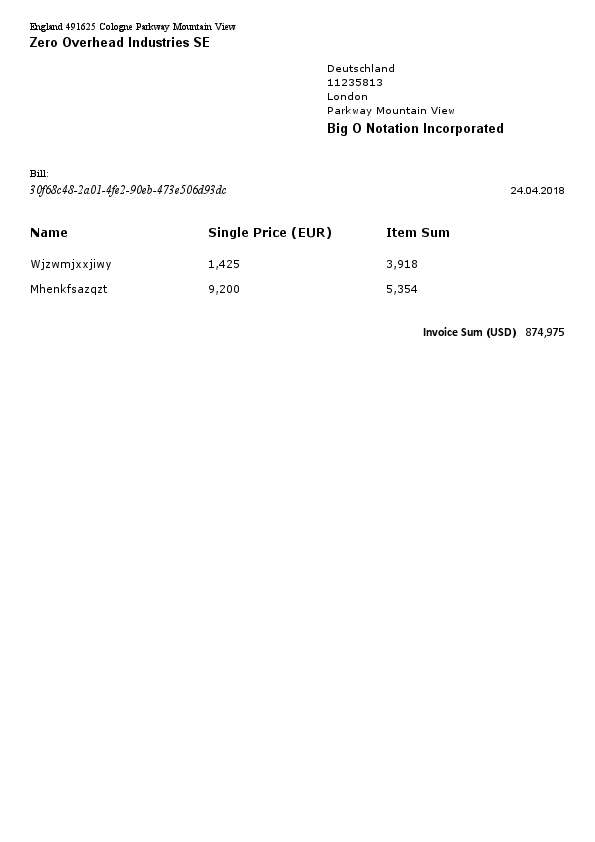 England 491625 Cologne Parkway Mountain View
Zero Overhead Industries SE
Deutschland
11235813
London
Parkway Mountain View
Big O Notation Incorporated
Bill:
30f68c48-2a01-4fe2-90eb-473e506d93dc 24.04.2018
Name Single Price (EUR) Item Sum
Wjzwmjxxjiwy 1,425 3,918
Mhenkfsazqzt 9,200 5,354
Invoice Sum (USD) 874,975